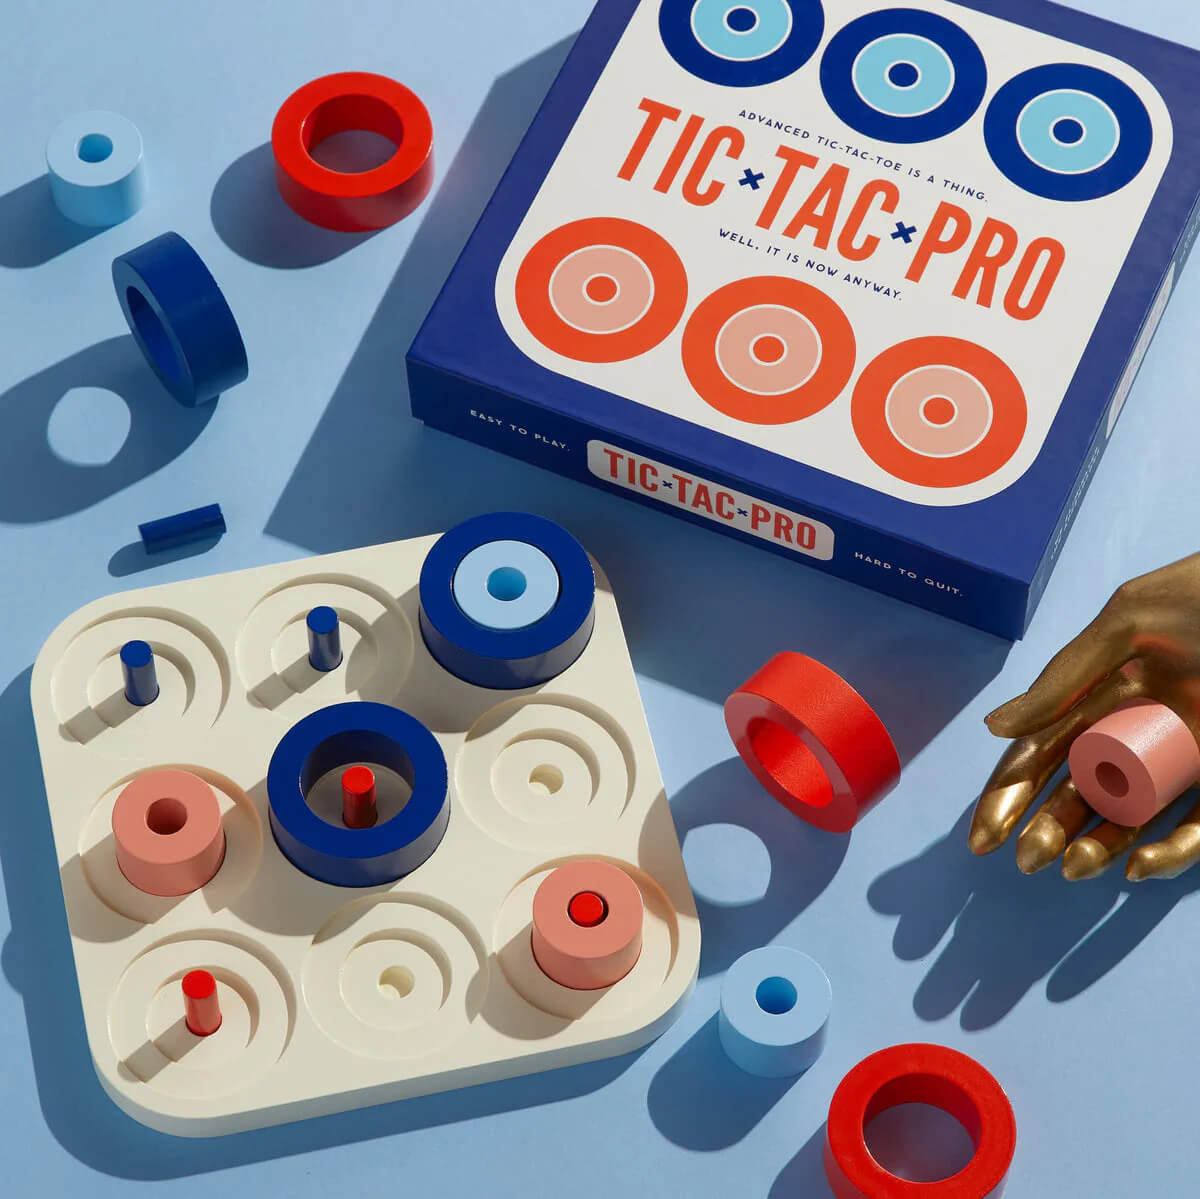 ADVANCED TIC-TAC-TOE IS A THING.
TIC×TAC×PRO
WELL, IT IS NOW ANYWAY.
EASY TO PLAY.
TIC×TAC×PRO
HARD TO QUIT.